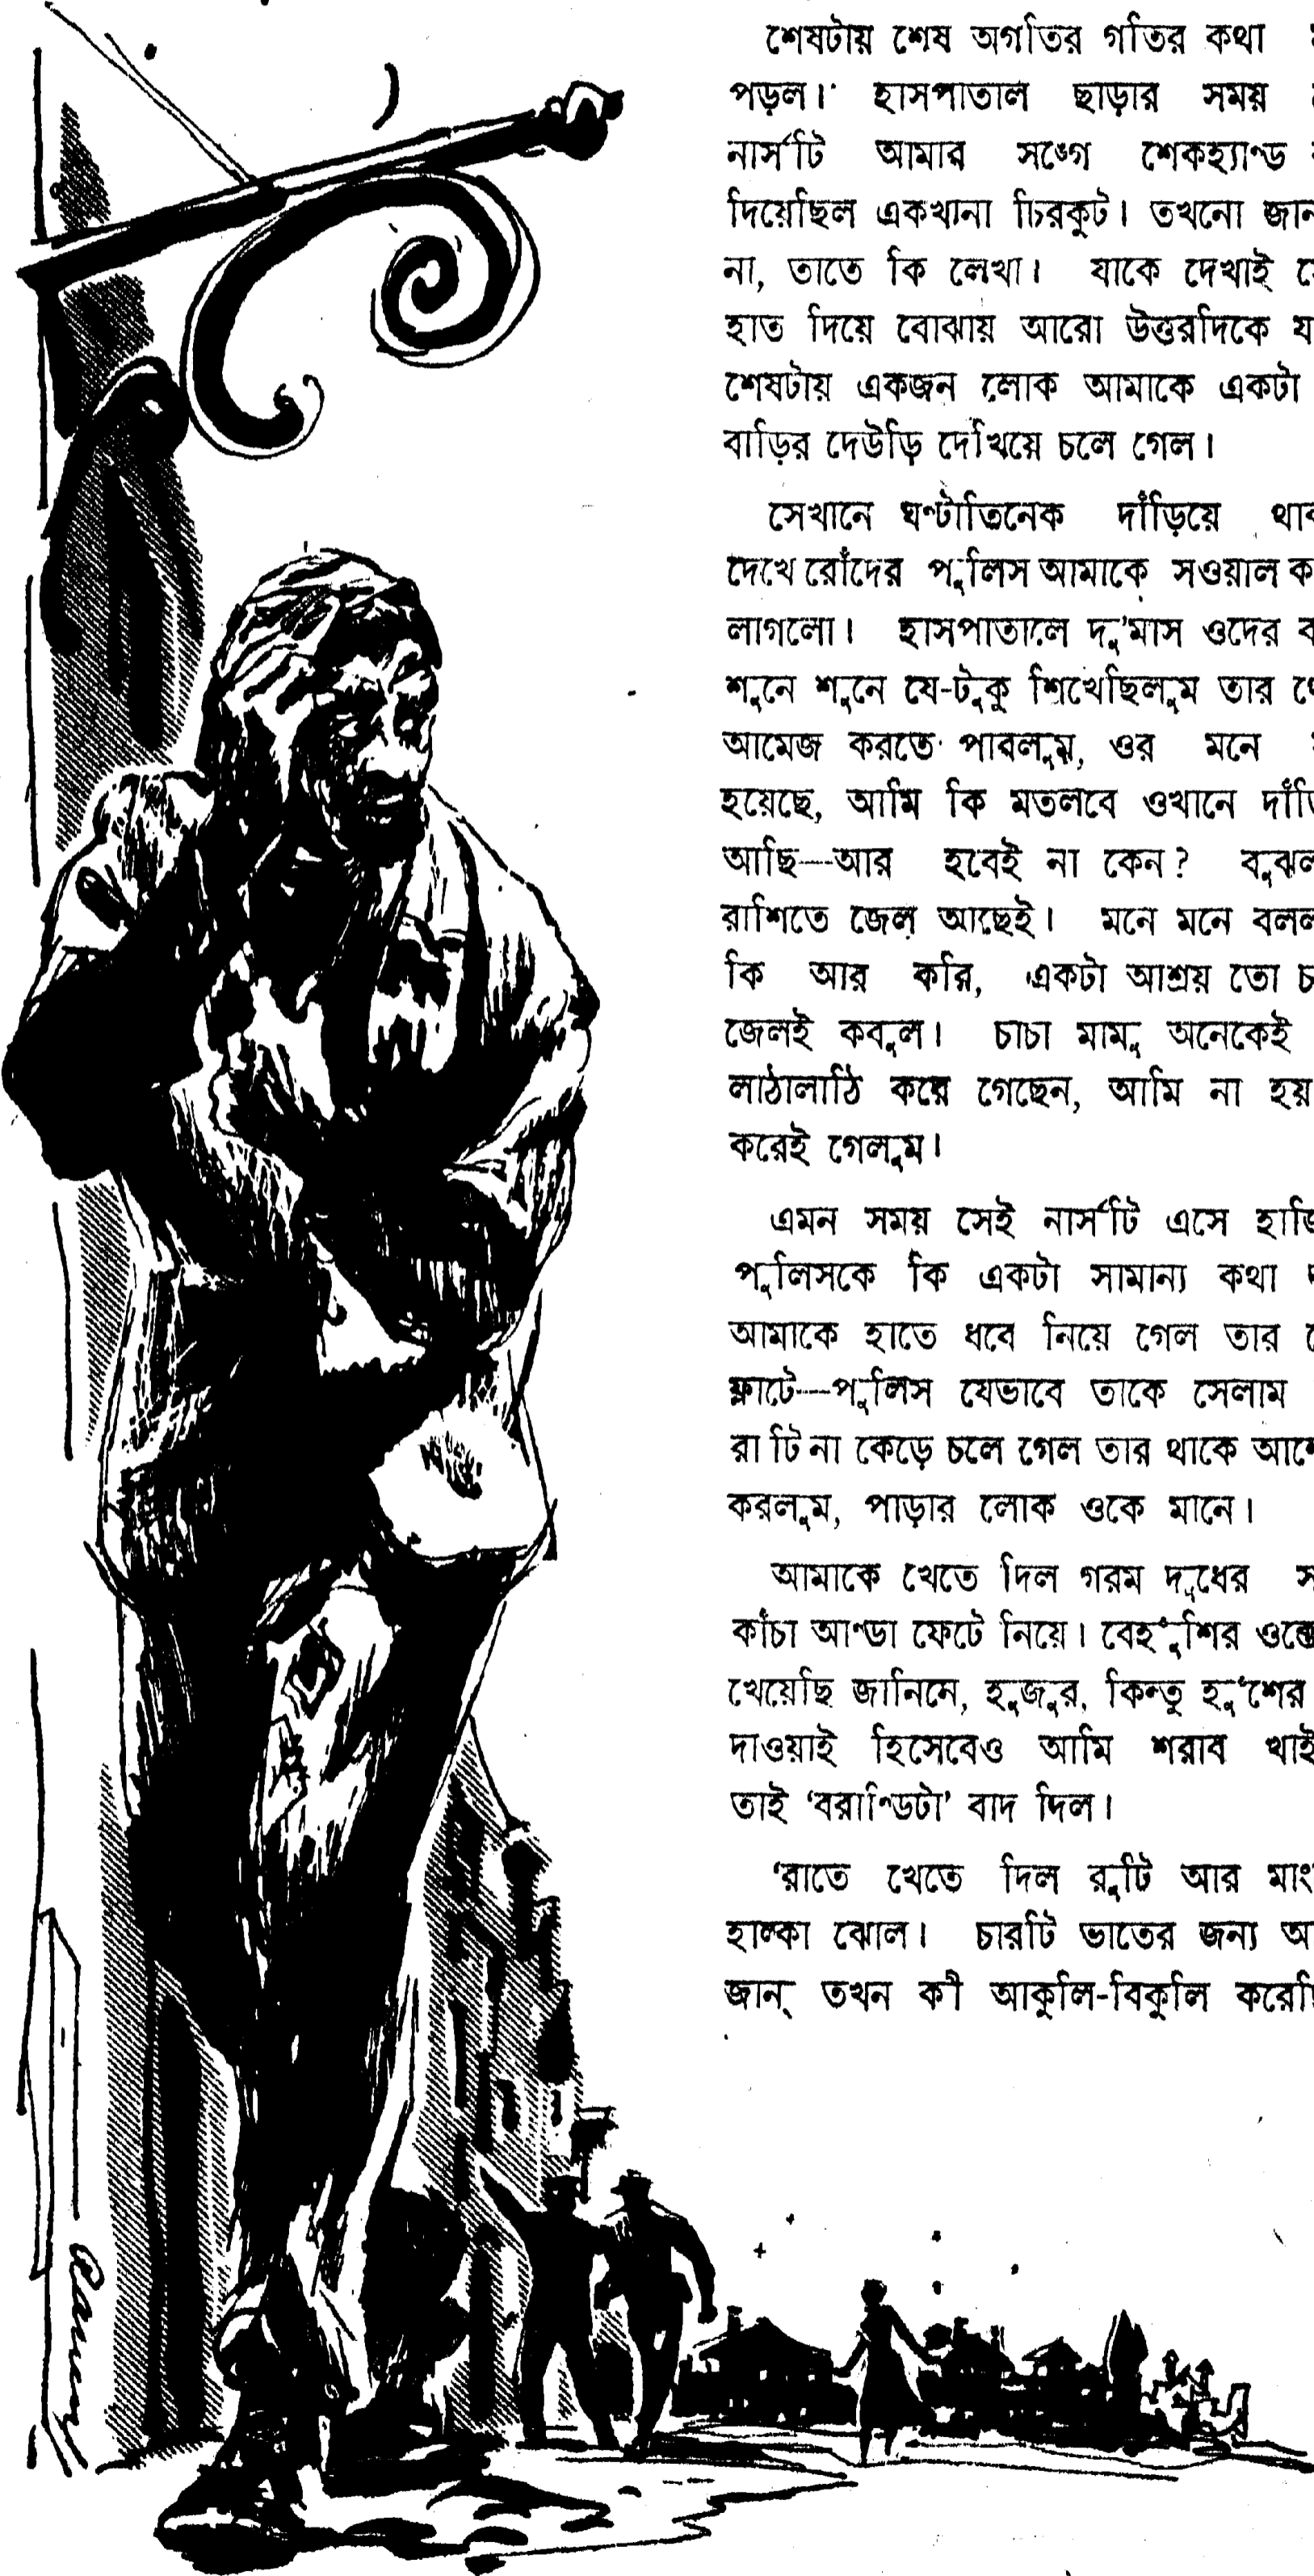 শেষটায় শেষ অগতির গতির কথা
পড়ল। হাসপাতাল ছাড়ার সময়
নার্সটি আমার সঙ্গে শেকহ্যাণ্ড
দিয়েছিল একখানা চিরকুট। তখনো জান
না, তাতে কি লেখা। যাকে দেখাই
হাত দিয়ে বোঝায় আরো উত্তরদিকে য
শেষটায় একজন লোক আমাকে একটা
বাড়ির দেউড়ি দেখিয়ে চলে গেল।
সেখানে ঘণ্টাতিনেক দাঁড়িয়ে থাক
দেখে রোঁদের পুলিস আমাকে সওয়াল ক
লাগলো। হাসপাতালে দু'মাস ওদের ব
শুনে শুনে যে-টুকু শিখেছিলুম তার থে
আমেজ করতে পারলুম, ওর মনে
হয়েছে, আমি কি মতলবে ওখানে দাঁড়ি
আছি—আর হবেই না কেন? বুঝল
রাশিতে জেল আছেই। মনে মনে বলল
কি আর করি, একটা আশ্রয় তো চ
জেলই কবুল। চাচা মামু অনেকেই
লাঠালাঠি করে গেছেন, আমি না হয়
করেই গেলুম।
এমন সময় সেই নার্সটি এসে হাজি
পুলিসকে কি একটা সামান্য কথা
আমাকে হাতে ধরে নিয়ে গেল তার
ফ্লাটে—পুলিস যেভাবে তাকে সেলাম
রা টি না কেড়ে চলে গেল তার থাকে আমে
করলুম, পাড়ার লোক ওকে মানে।
আমাকে খেতে দিল গরম দুধের স
কাঁচা আণ্ডা ফেটে নিয়ে। বেহুঁশির ওক্তে
খেয়েছি জানিনে, হুজুর, কিন্তু হুঁশের
দাওয়াই হিসেবেও আমি শরাব খাই
তাই ‘বরাণ্ডিটা’ বাদ দিল।
‘রাতে খেতে দিল রুটি আর মাং
হাল্কা ঝোল। চারটি ভাতের জন্য আ
জান্ তখন কী আকুলি-বিকুলি করেছি